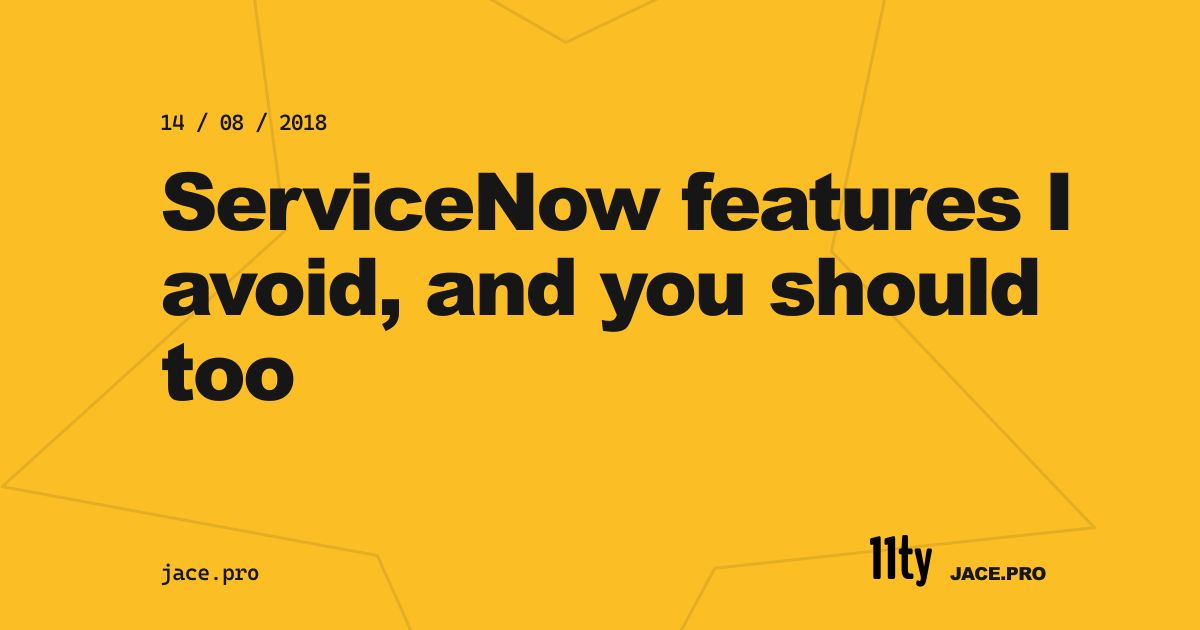 14 / 08 / 2018
ServiceNow features I
avoid, and you should
too
jace.pro
11ty JACE.PRO